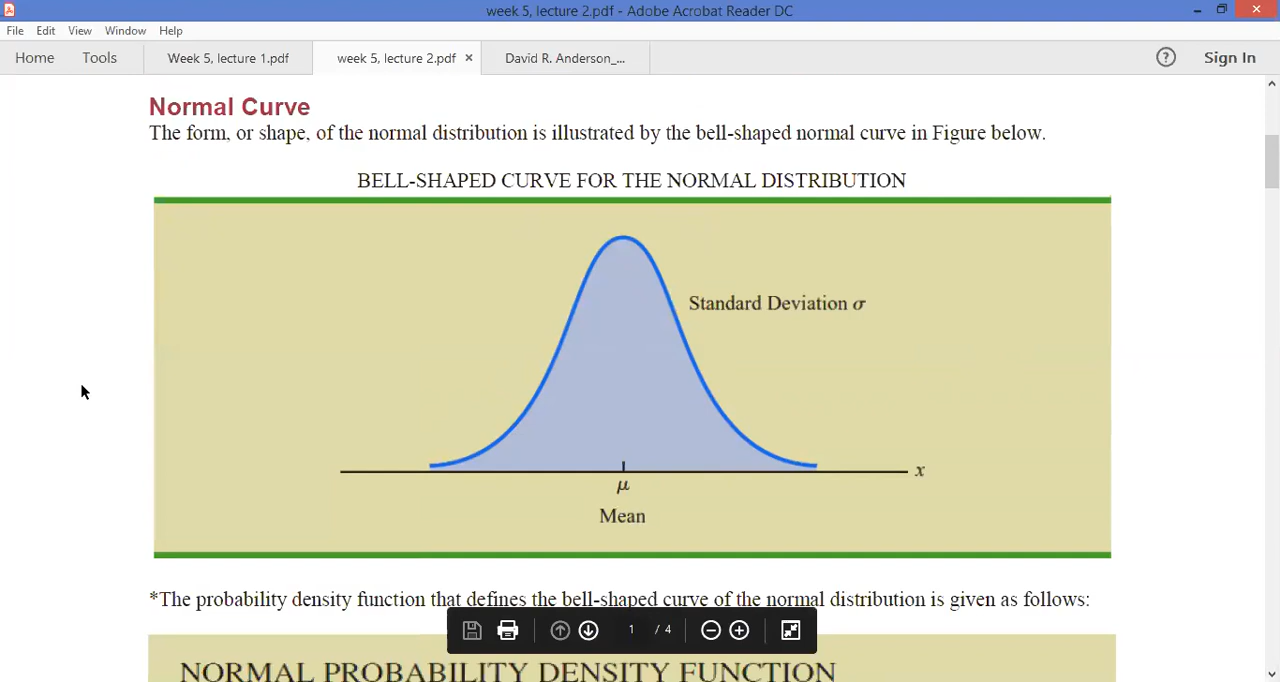 week 5, lecture 2.pdf - Adobe Acrobat Reader DC
File Edit View Window Help
Home Tools Week 5, lecture 1.pdf week 5, lecture 2.pdf × David R. Anderson_... ? Sign In
Normal Curve
The form, or shape, of the normal distribution is illustrated by the bell-shaped normal curve in Figure below.
BELL-SHAPED CURVE FOR THE NORMAL DISTRIBUTION
Standard Deviation σ
x
μ
Mean
*The probability density function that defines the bell-shaped curve of the normal distribution is given as follows:
1 / 4
NORMAL PROBABILITY DENSITY FUNCTION